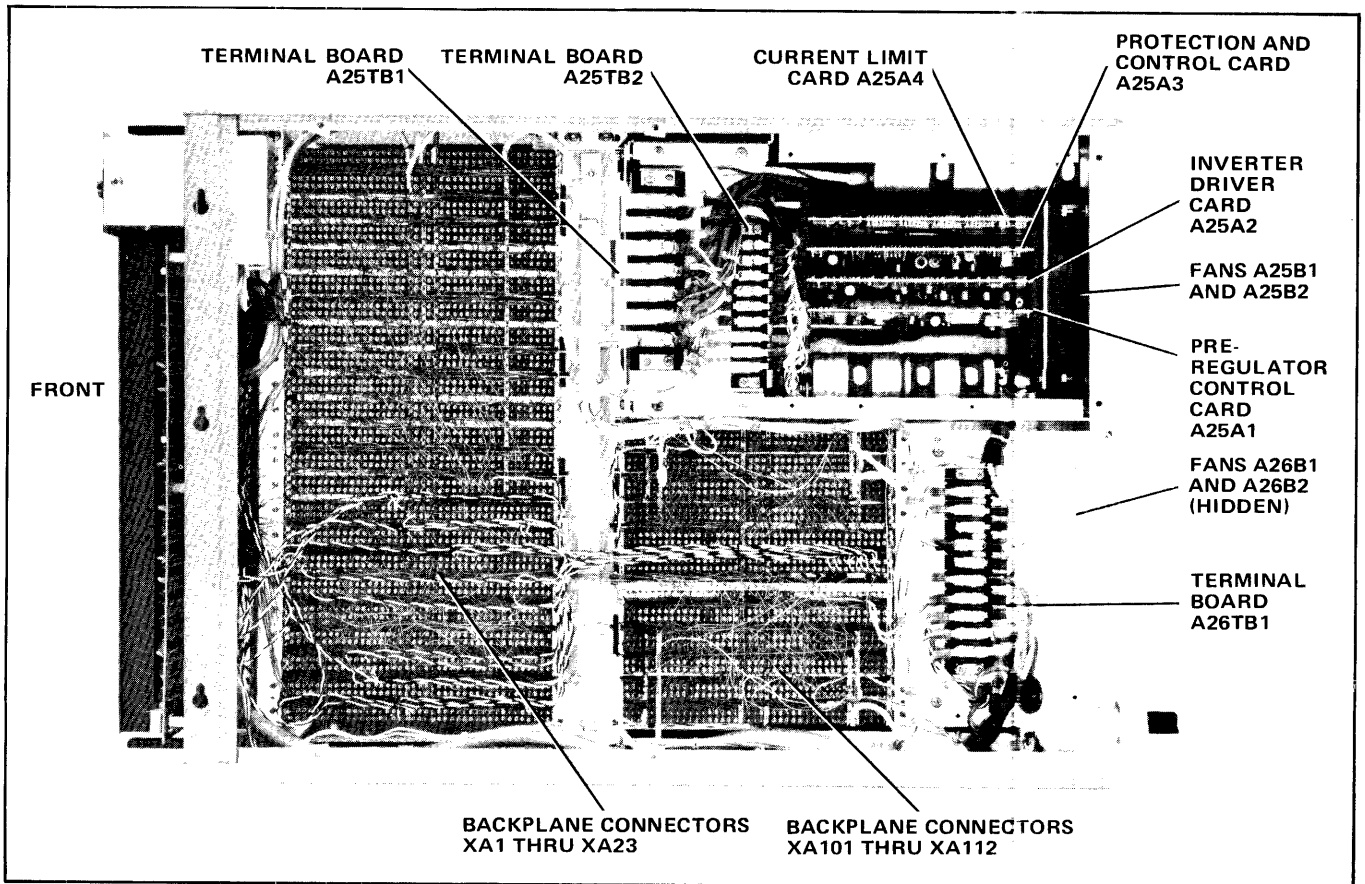 TERMINAL BOARD
A25TB1
TERMINAL BOARD
A25TB2
CURRENT LIMIT
CARD A25A4
PROTECTION AND
CONTROL CARD
A25A3
INVERTER
DRIVER
CARD
A25A2
FANS A25B1
AND A25B2
PRE-
REGULATOR
CONTROL
CARD
A25A1
FRONT
FANS A26B1
AND A26B2
(HIDDEN)
TERMINAL
BOARD
A26TB1
BACKPLANE CONNECTORS
XA1 THRU XA23
BACKPLANE CONNECTORS
XA101 THRU XA112